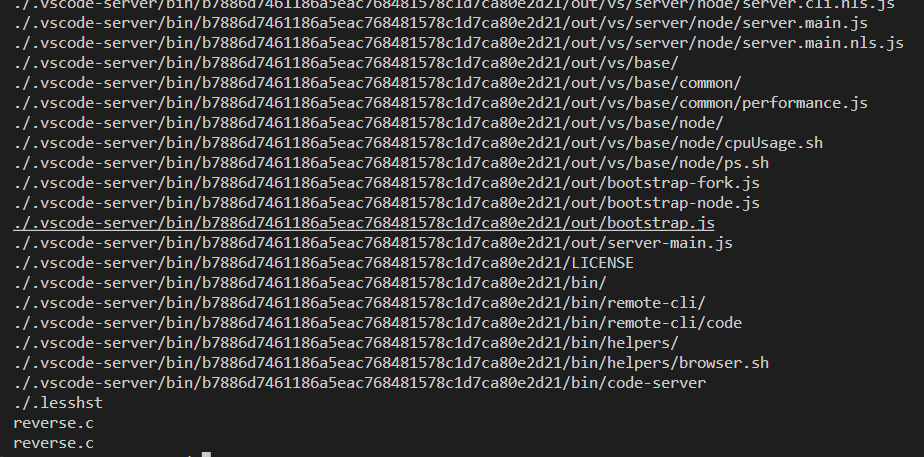 ./.vscode-server/bin/b7886d7461186a5eac768481578c1d7ca80e2d21/out/vs/server/node/server.cli.nls.js
./.vscode-server/bin/b7886d7461186a5eac768481578c1d7ca80e2d21/out/vs/server/node/server.main.js
./.vscode-server/bin/b7886d7461186a5eac768481578c1d7ca80e2d21/out/vs/server/node/server.main.nls.js
./.vscode-server/bin/b7886d7461186a5eac768481578c1d7ca80e2d21/out/vs/base/
./.vscode-server/bin/b7886d7461186a5eac768481578c1d7ca80e2d21/out/vs/base/common/
./.vscode-server/bin/b7886d7461186a5eac768481578c1d7ca80e2d21/out/vs/base/common/performance.js
./.vscode-server/bin/b7886d7461186a5eac768481578c1d7ca80e2d21/out/vs/base/node/
./.vscode-server/bin/b7886d7461186a5eac768481578c1d7ca80e2d21/out/vs/base/node/cpuUsage.sh
./.vscode-server/bin/b7886d7461186a5eac768481578c1d7ca80e2d21/out/vs/base/node/ps.sh
./.vscode-server/bin/b7886d7461186a5eac768481578c1d7ca80e2d21/out/bootstrap-fork.js
./.vscode-server/bin/b7886d7461186a5eac768481578c1d7ca80e2d21/out/bootstrap-node.js
./.vscode-server/bin/b7886d7461186a5eac768481578c1d7ca80e2d21/out/bootstrap.js
./.vscode-server/bin/b7886d7461186a5eac768481578c1d7ca80e2d21/out/server-main.js
./.vscode-server/bin/b7886d7461186a5eac768481578c1d7ca80e2d21/LICENSE
./.vscode-server/bin/b7886d7461186a5eac768481578c1d7ca80e2d21/bin/
./.vscode-server/bin/b7886d7461186a5eac768481578c1d7ca80e2d21/bin/remote-cli/
./.vscode-server/bin/b7886d7461186a5eac768481578c1d7ca80e2d21/bin/remote-cli/code
./.vscode-server/bin/b7886d7461186a5eac768481578c1d7ca80e2d21/bin/helpers/
./.vscode-server/bin/b7886d7461186a5eac768481578c1d7ca80e2d21/bin/helpers/browser.sh
./.vscode-server/bin/b7886d7461186a5eac768481578c1d7ca80e2d21/bin/code-server
./.lesshst
reverse.c
reverse.c